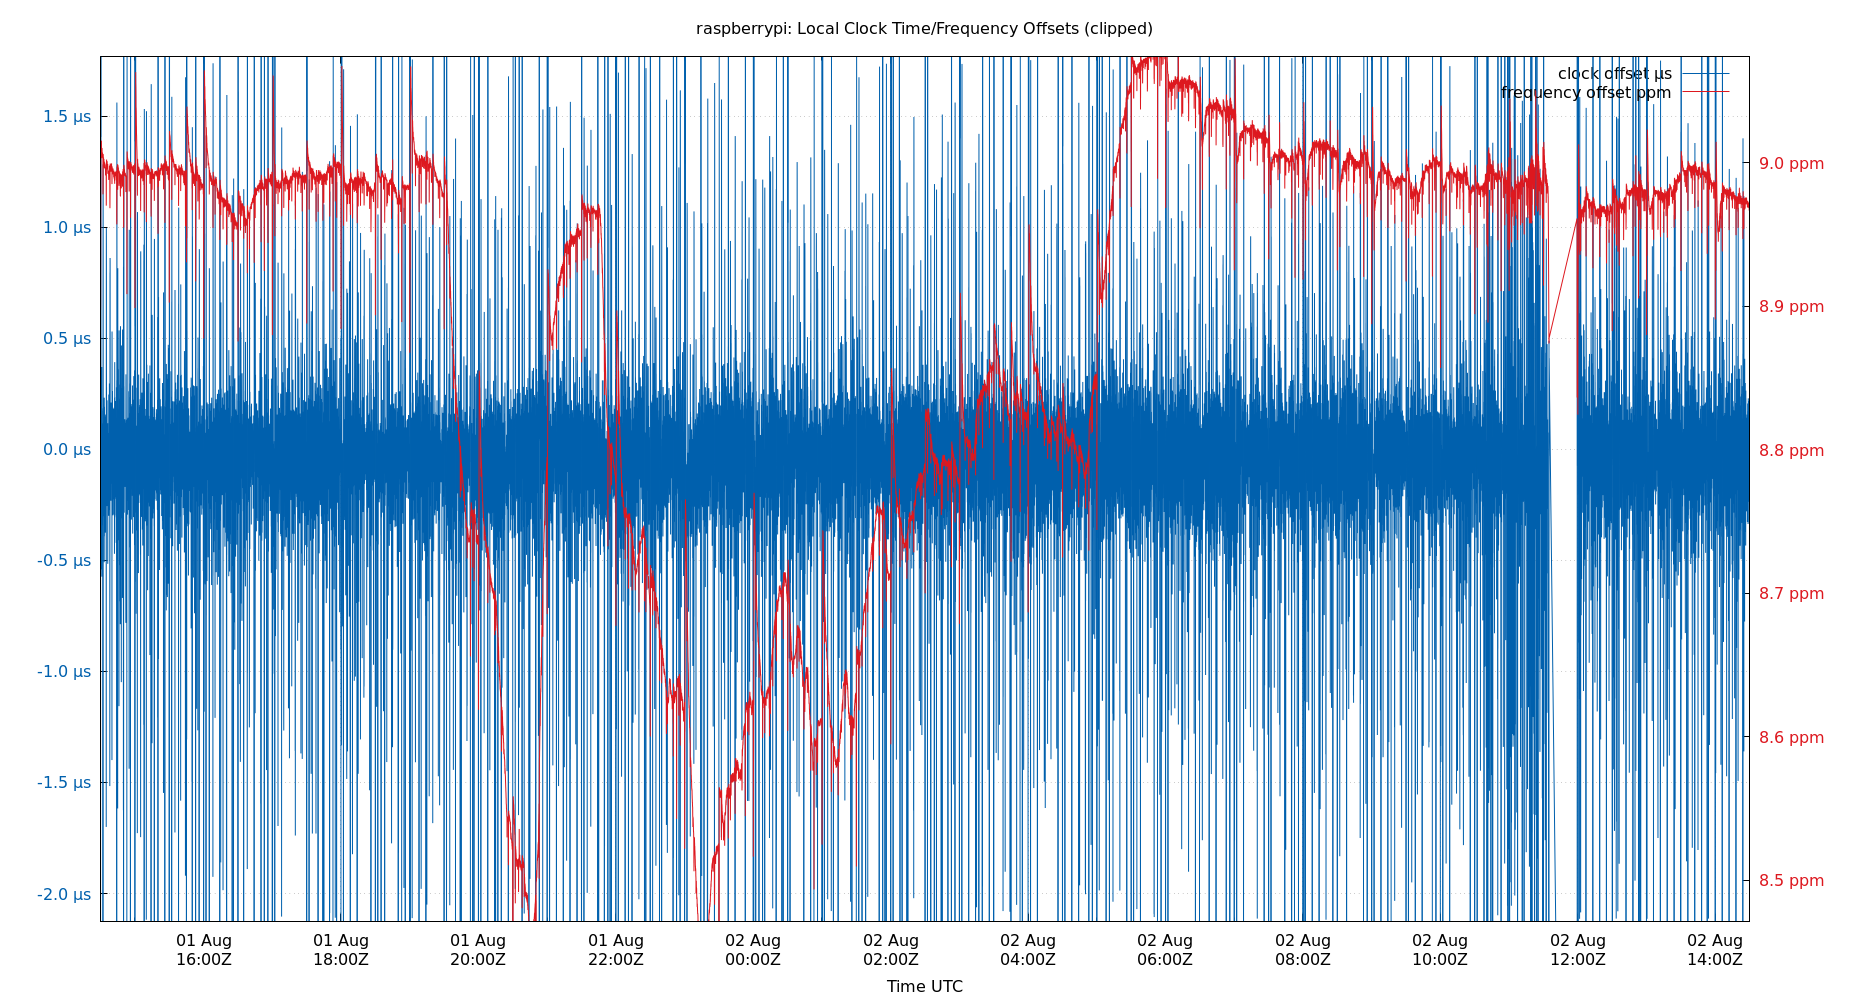 raspberrypi: Local Clock Time/Frequency Offsets (clipped)
clock offset µs
frequency offset ppm
1.5 µs
1.0 µs
0.5 µs
0.0 µs
-0.5 µs
-1.0 µs
-1.5 µs
-2.0 µs
9.0 ppm
8.9 ppm
8.8 ppm
8.7 ppm
8.6 ppm
8.5 ppm
01 Aug 01 Aug 01 Aug 01 Aug 02 Aug 02 Aug 02 Aug 02 Aug 02 Aug 02 Aug 02 Aug 02 Aug
16:00Z 18:00Z 20:00Z 22:00Z 00:00Z 02:00Z 04:00Z 06:00Z 08:00Z 10:00Z 12:00Z 14:00Z
Time UTC